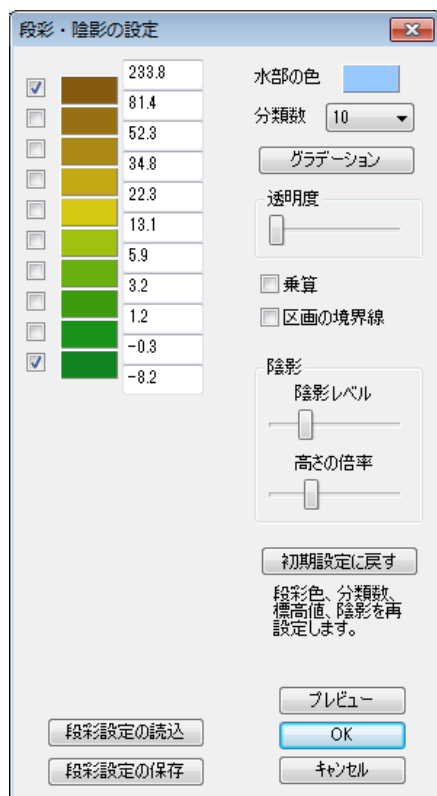 段彩・陰影の設定
233.8
81.4
52.3
34.8
22.3
13.1
5.9
3.2
1.2
-0.3
-8.2
水部の色
分類数 10
グラデーション
透明度
乗算
区画の境界線
陰影
陰影レベル
高さの倍率
初期設定に戻す
段彩色、分類数、
標高値、陰影を再
設定します。
プレビュー
段彩設定の読込
OK
段彩設定の保存
キャンセル